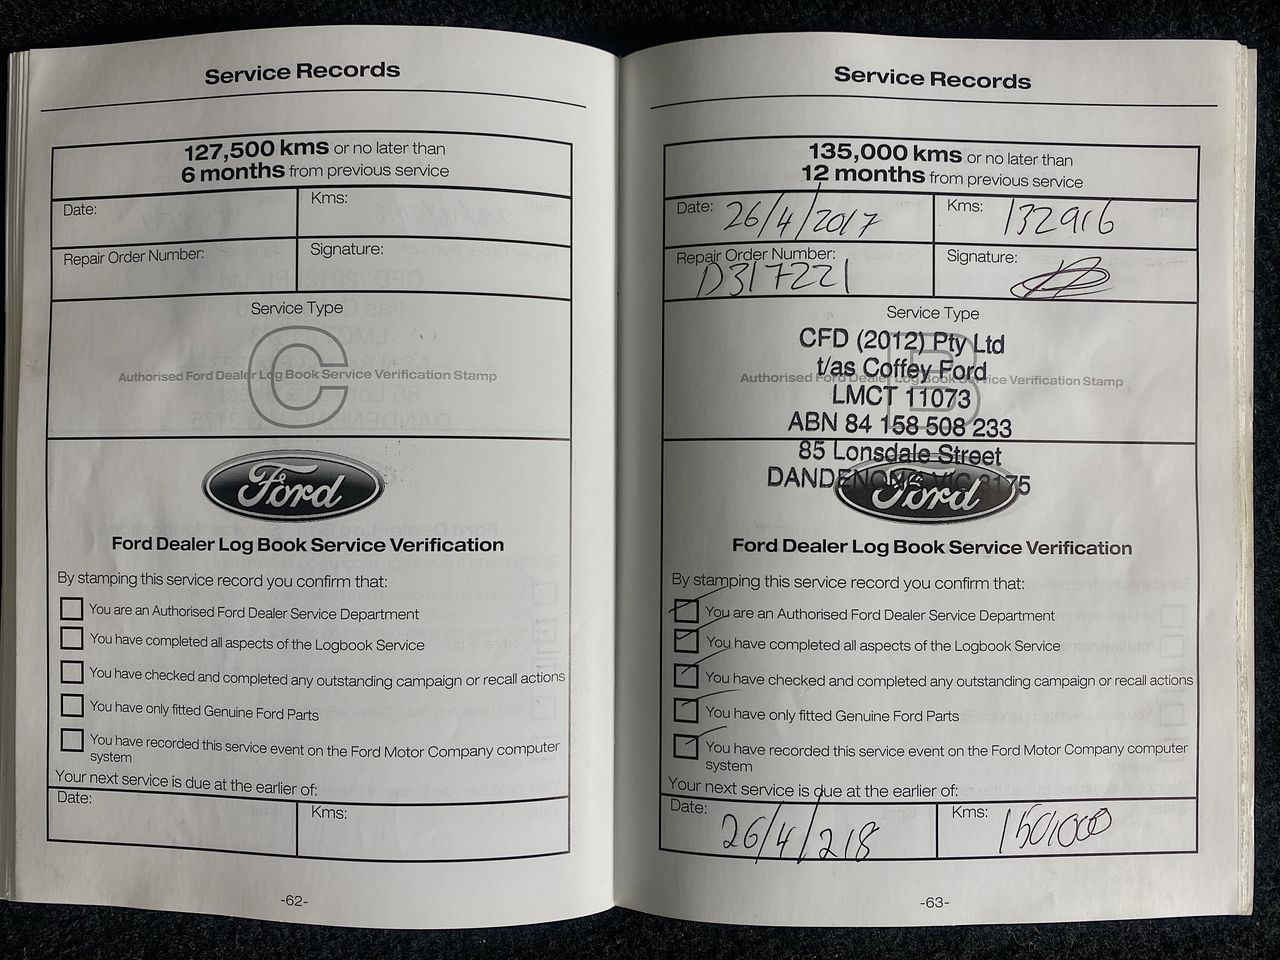 Service Records
127,500 kms or no later than
6 months from previous service
Date:
Kms:
Repair Order Number:
Signature:
Service Type
C
Authorised Ford Dealer Log Book Service Verification Stamp
Ford
Ford Dealer Log Book Service Verification
By stamping this service record you confirm that:
You are an Authorised Ford Dealer Service Department
You have completed all aspects of the Logbook Service
You have checked and completed any outstanding campaign or recall actions
You have only fitted Genuine Ford Parts
You have recorded this service event on the Ford Motor Company computer
system
Your next service is due at the earlier of:
Date:
Kms:
-62-
Service Records
135,000 kms or no later than
12 months from previous service
Date: 26/4/2017
Kms: 132916
Repair Order Number:
D317221
Signature:
Service Type
B
CFD (2012) Pty Ltd
t/as Coffey Ford
Authorised Ford Dealer Log Book Service Verification Stamp
LMCT 11073
ABN 84 158 508 233
85 Lonsdale Street
DANDENONG VIC 3175
Ford
Ford Dealer Log Book Service Verification
By stamping this service record you confirm that:
You are an Authorised Ford Dealer Service Department
You have completed all aspects of the Logbook Service
You have checked and completed any outstanding campaign or recall actions
You have only fitted Genuine Ford Parts
You have recorded this service event on the Ford Motor Company computer
system
Your next service is due at the earlier of:
Date: 26/4/218
Kms: 150,000
-63-